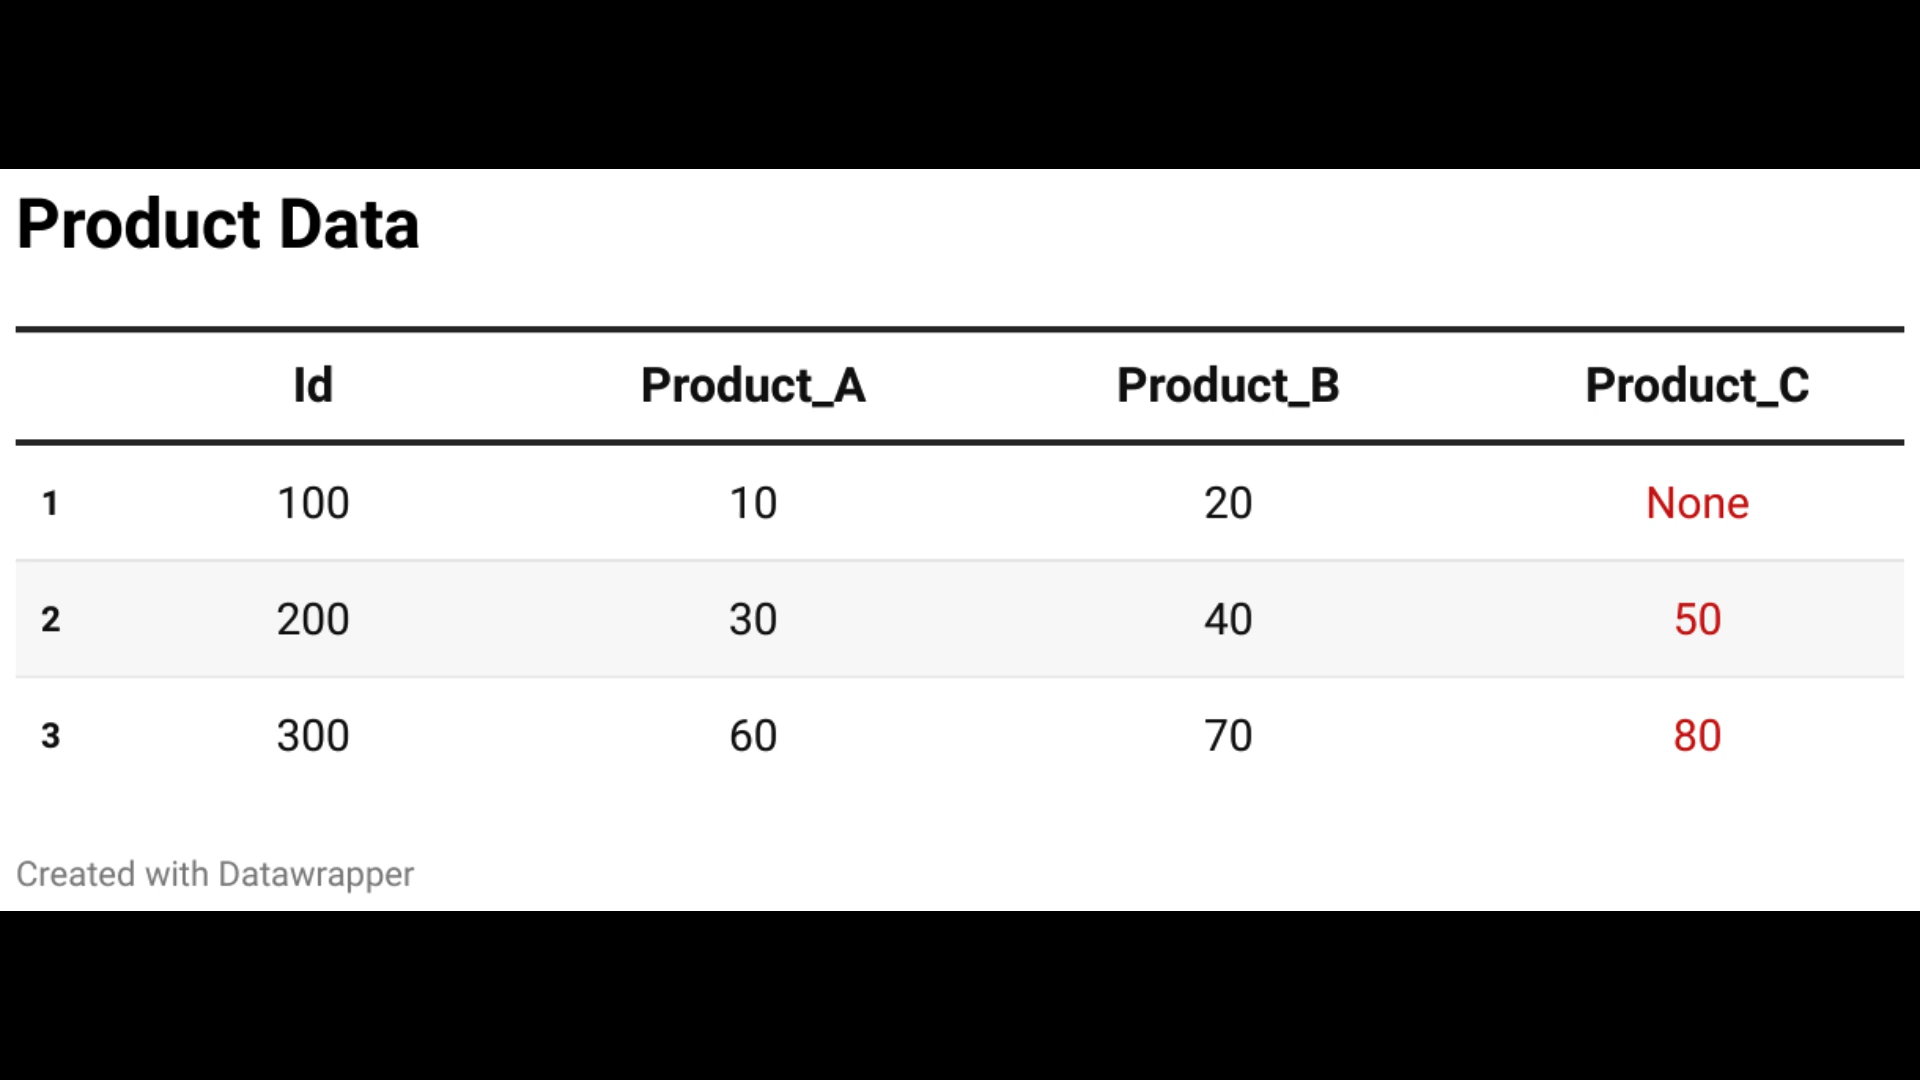 Product Data
Id Product_A Product_B Product_C
1 100 10 20 None
2 200 30 40 50
3 300 60 70 80
Created with Datawrapper